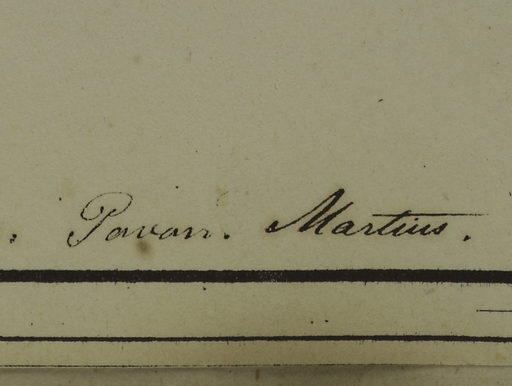 . Pavon. Martius.